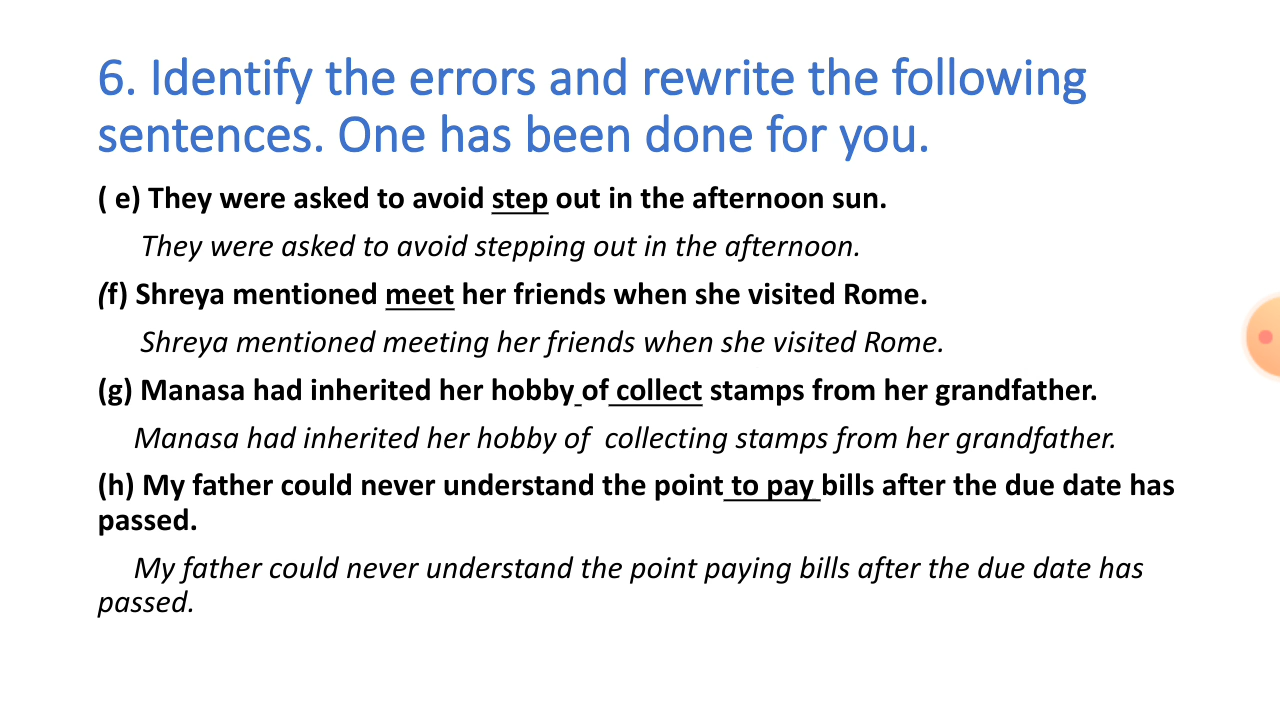 6. Identify the errors and rewrite the following
sentences. One has been done for you.
( e) They were asked to avoid step out in the afternoon sun.
They were asked to avoid stepping out in the afternoon.
(f) Shreya mentioned meet her friends when she visited Rome.
Shreya mentioned meeting her friends when she visited Rome.
(g) Manasa had inherited her hobby of collect stamps from her grandfather.
Manasa had inherited her hobby of  collecting stamps from her grandfather.
(h) My father could never understand the point to pay bills after the due date has
passed.
My father could never understand the point paying bills after the due date has
passed.